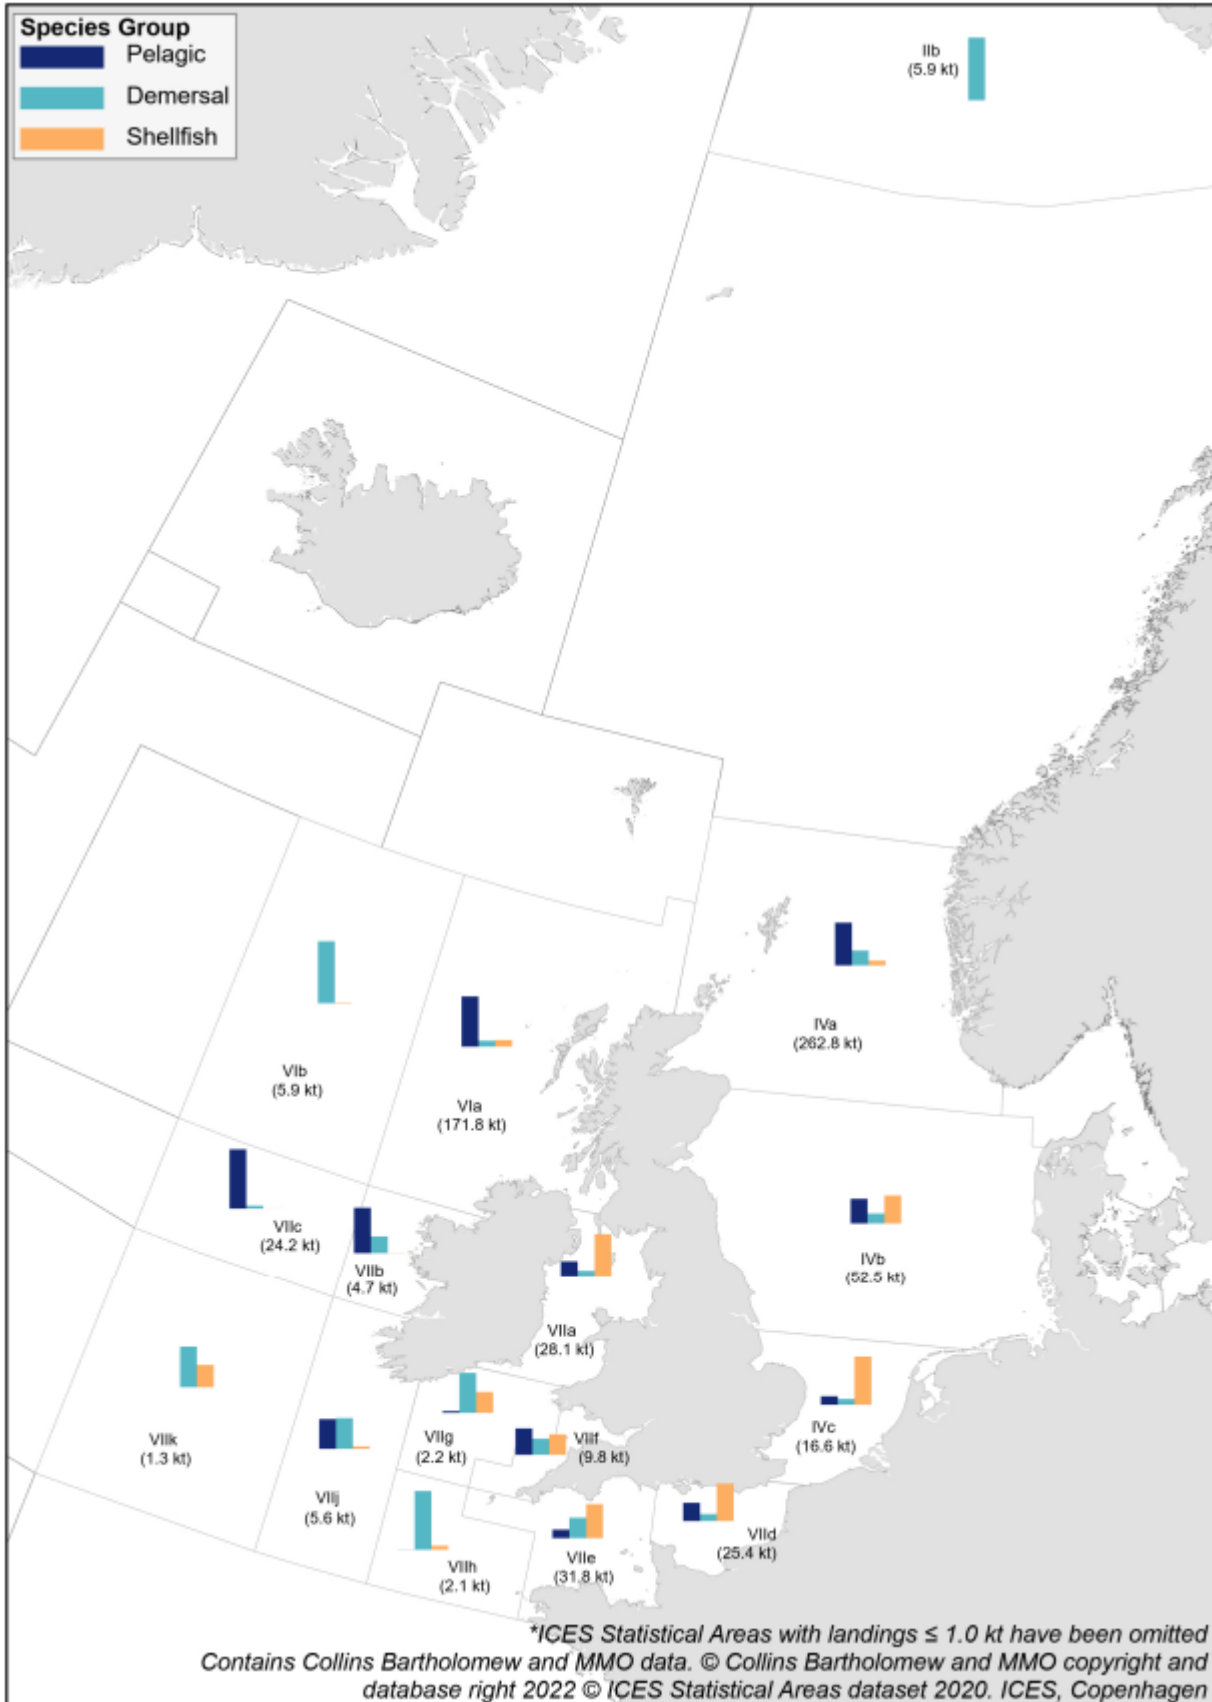 Species Group
Pelagic
Demersal
Shellfish
IIb
(5.9 kt)
IVa
(262.8 kt)
VIb
(5.9 kt)
VIa
(171.8 kt)
VIIc
(24.2 kt)
VIIb
(4.7 kt)
IVb
(52.5 kt)
VIIa
(28.1 kt)
VIIk
(1.3 kt)
VIIg
(2.2 kt)
VIIf
(9.8 kt)
IVc
(16.6 kt)
VIIj
(5.6 kt)
VIId
(25.4 kt)
VIIh
(2.1 kt)
VIIe
(31.8 kt)
*ICES Statistical Areas with landings ≤ 1.0 kt have been omitted
Contains Collins Bartholomew and MMO data. © Collins Bartholomew and MMO copyright and
database right 2022 © ICES Statistical Areas dataset 2020. ICES, Copenhagen